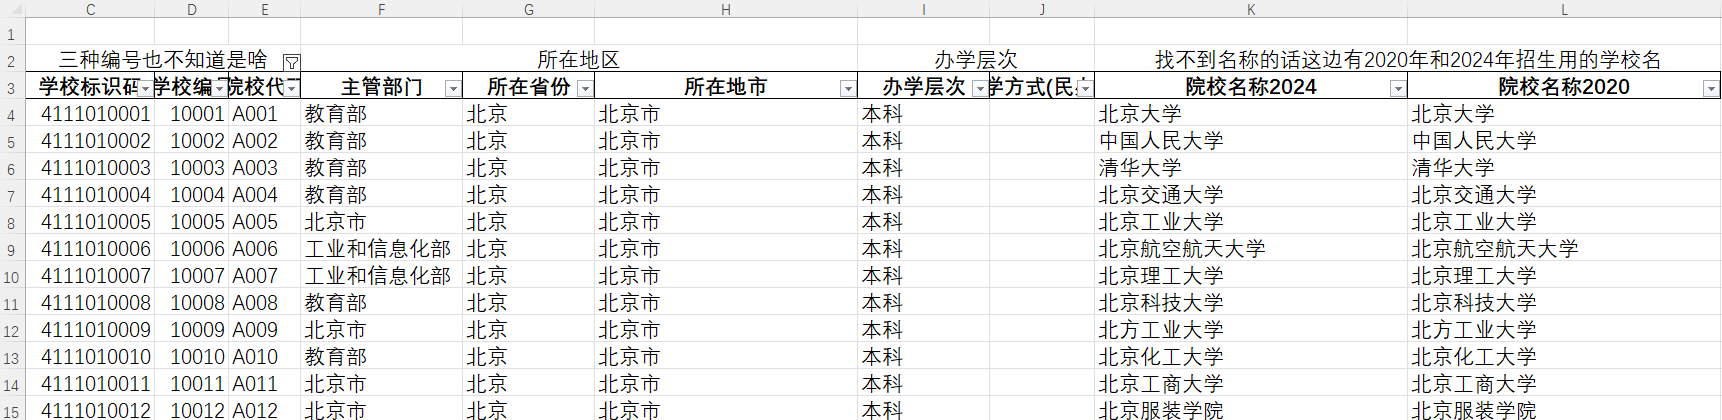 C D E F G H I J K L
1
2 三种编号也不知道是啥 所在地区 办学层次 找不到名称的话这边有2020年和2024年招生用的学校名
3 学校标识码 学校编 院校代 主管部门 所在省份 所在地市 办学层次 学方式(民 院校名称2024 院校名称2020
4 4111010001 10001 A001 教育部 北京 北京市 本科 北京大学 北京大学
5 4111010002 10002 A002 教育部 北京 北京市 本科 中国人民大学 中国人民大学
6 4111010003 10003 A003 教育部 北京 北京市 本科 清华大学 清华大学
7 4111010004 10004 A004 教育部 北京 北京市 本科 北京交通大学 北京交通大学
8 4111010005 10005 A005 北京市 北京 北京市 本科 北京工业大学 北京工业大学
9 4111010006 10006 A006 工业和信息化部 北京 北京市 本科 北京航空航天大学 北京航空航天大学
10 4111010007 10007 A007 工业和信息化部 北京 北京市 本科 北京理工大学 北京理工大学
11 4111010008 10008 A008 教育部 北京 北京市 本科 北京科技大学 北京科技大学
12 4111010009 10009 A009 北京市 北京 北京市 本科 北方工业大学 北方工业大学
13 4111010010 10010 A010 教育部 北京 北京市 本科 北京化工大学 北京化工大学
14 4111010011 10011 A011 北京市 北京 北京市 本科 北京工商大学 北京工商大学
15 4111010012 10012 A012 北京市 北京 北京市 本科 北京服装学院 北京服装学院